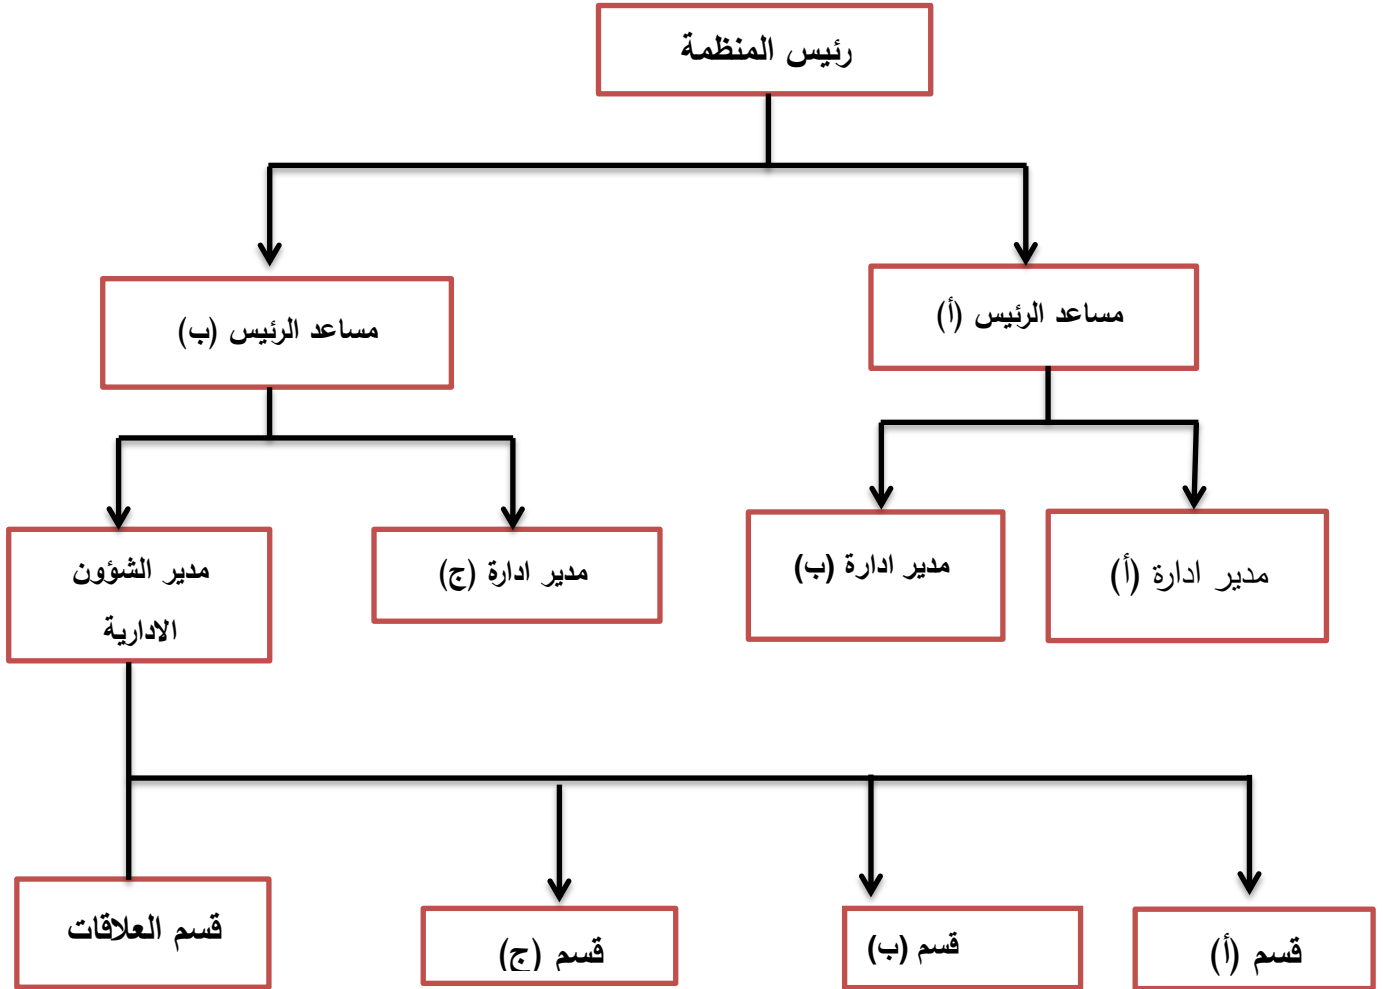 رئيس المنظمة
مساعد الرئيس (أ)
مساعد الرئيس (ب)
مدير ادارة (أ)
مدير ادارة (ب)
مدير ادارة (ج)
مدير الشؤون
الادارية
قسم (أ)
قسم (ب)
قسم (ج)
قسم العلاقات